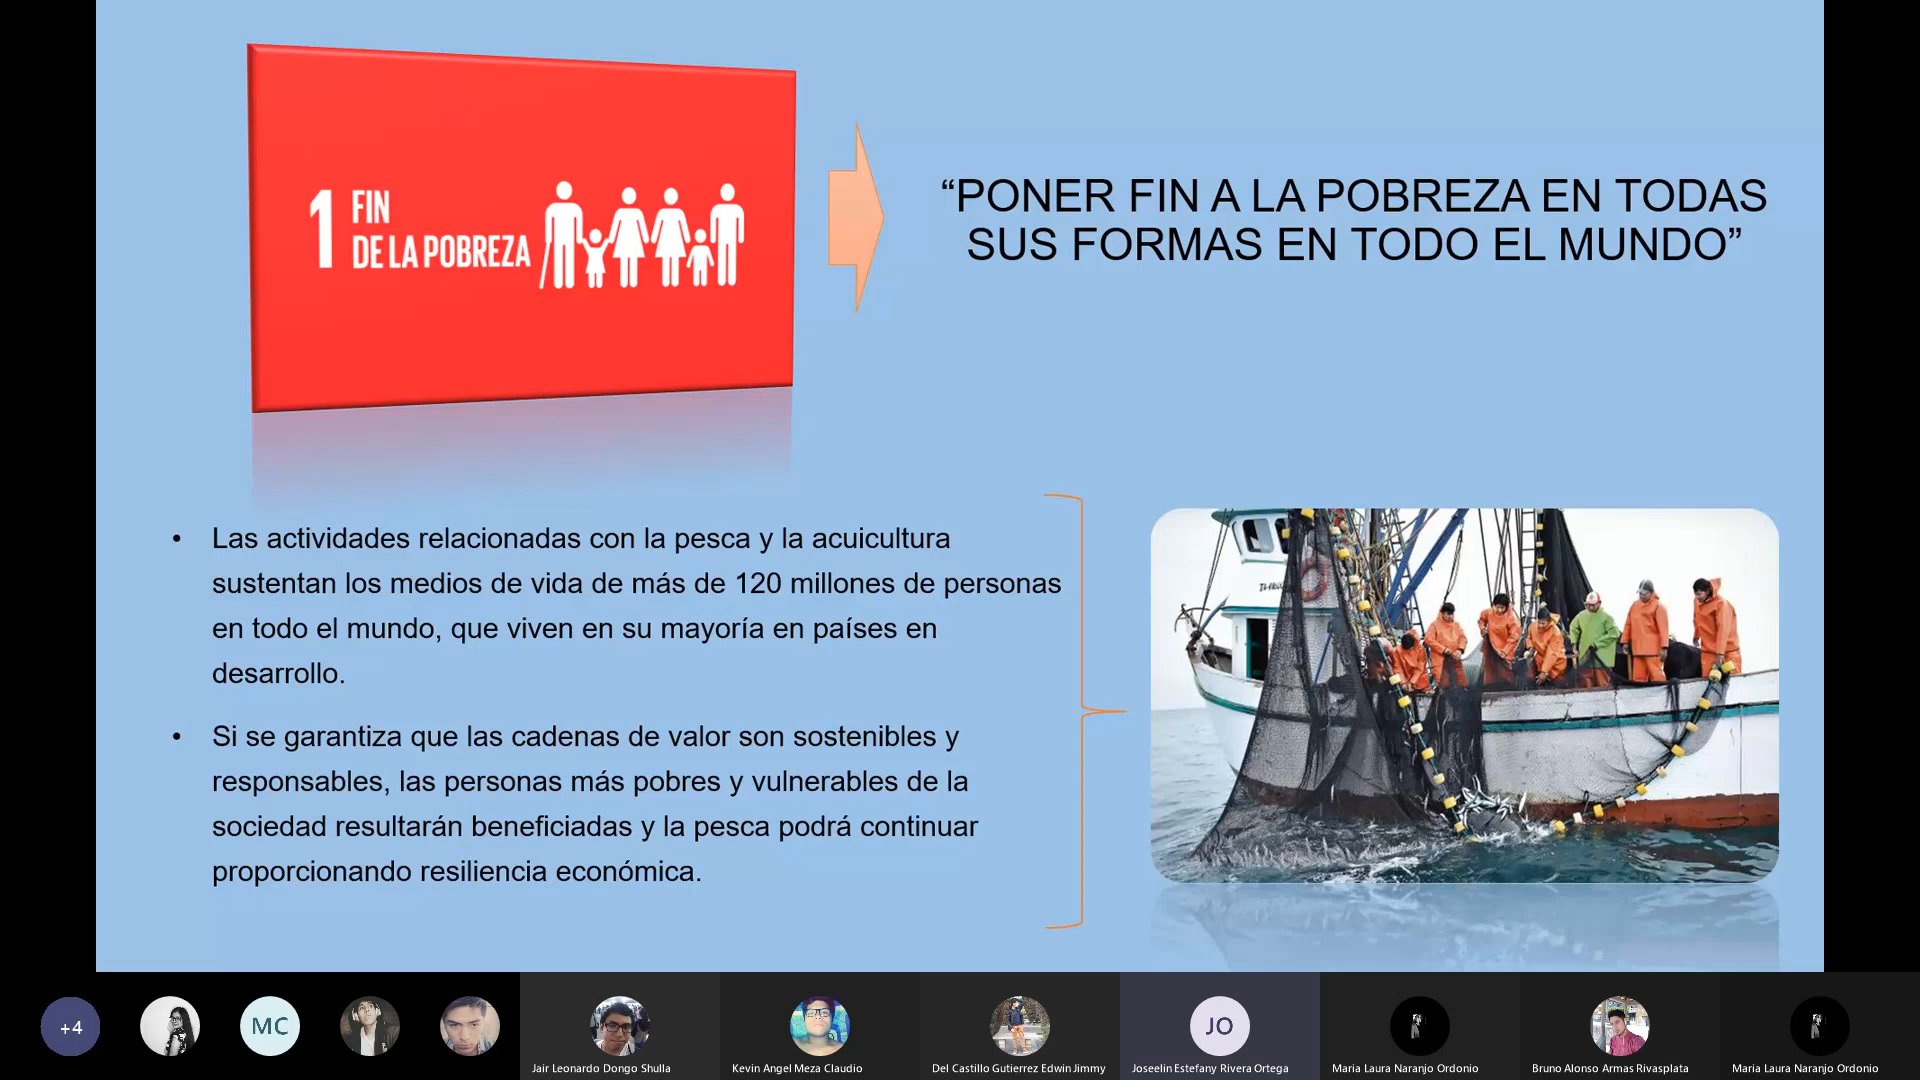 1 FIN
DE LA POBREZA
“PONER FIN A LA POBREZA EN TODAS
SUS FORMAS EN TODO EL MUNDO”
• Las actividades relacionadas con la pesca y la acuicultura
sustentan los medios de vida de más de 120 millones de personas
en todo el mundo, que viven en su mayoría en países en
desarrollo.
• Si se garantiza que las cadenas de valor son sostenibles y
responsables, las personas más pobres y vulnerables de la
sociedad resultarán beneficiadas y la pesca podrá continuar
proporcionando resiliencia económica.
+4
MC
JO
Jair Leonardo Dongo Shulla
Kevin Angel Meza Claudio
Del Castillo Gutierrez Edwin Jimmy
Joseelin Estefany Rivera Ortega
Maria Laura Naranjo Ordonio
Bruno Alonso Armas Rivasplata
Maria Laura Naranjo Ordonio